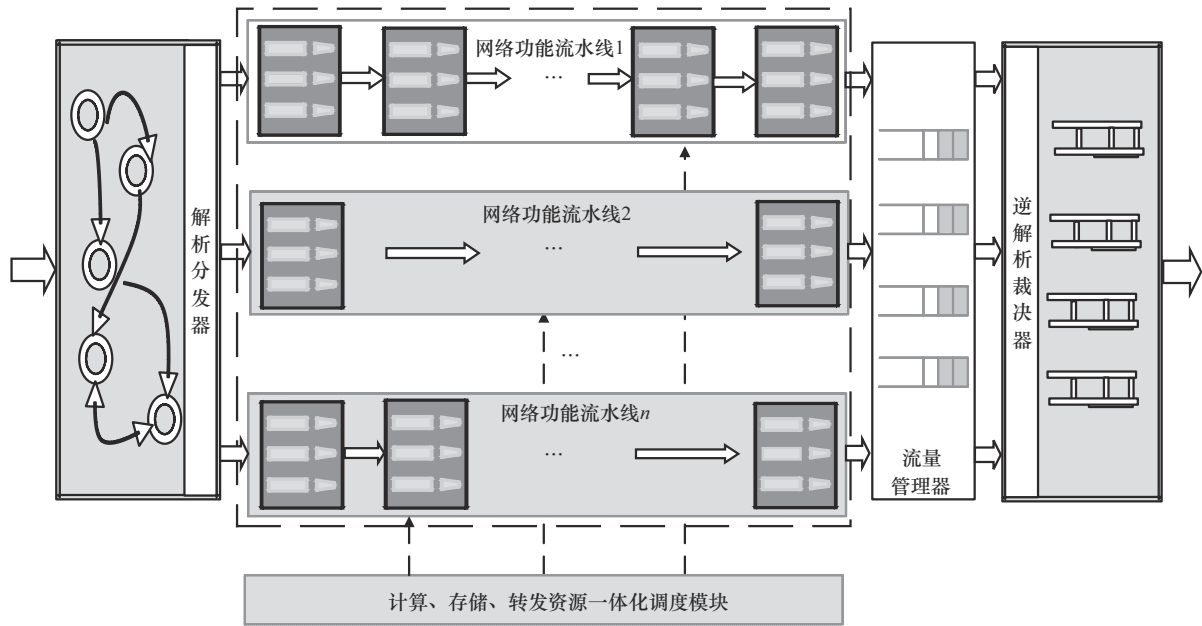 网络功能流水线1
…
解析分发器
网络功能流水线2
…
…
网络功能流水线n
…
流量
管理器
逆解析裁决器
计算、存储、转发资源一体化调度模块